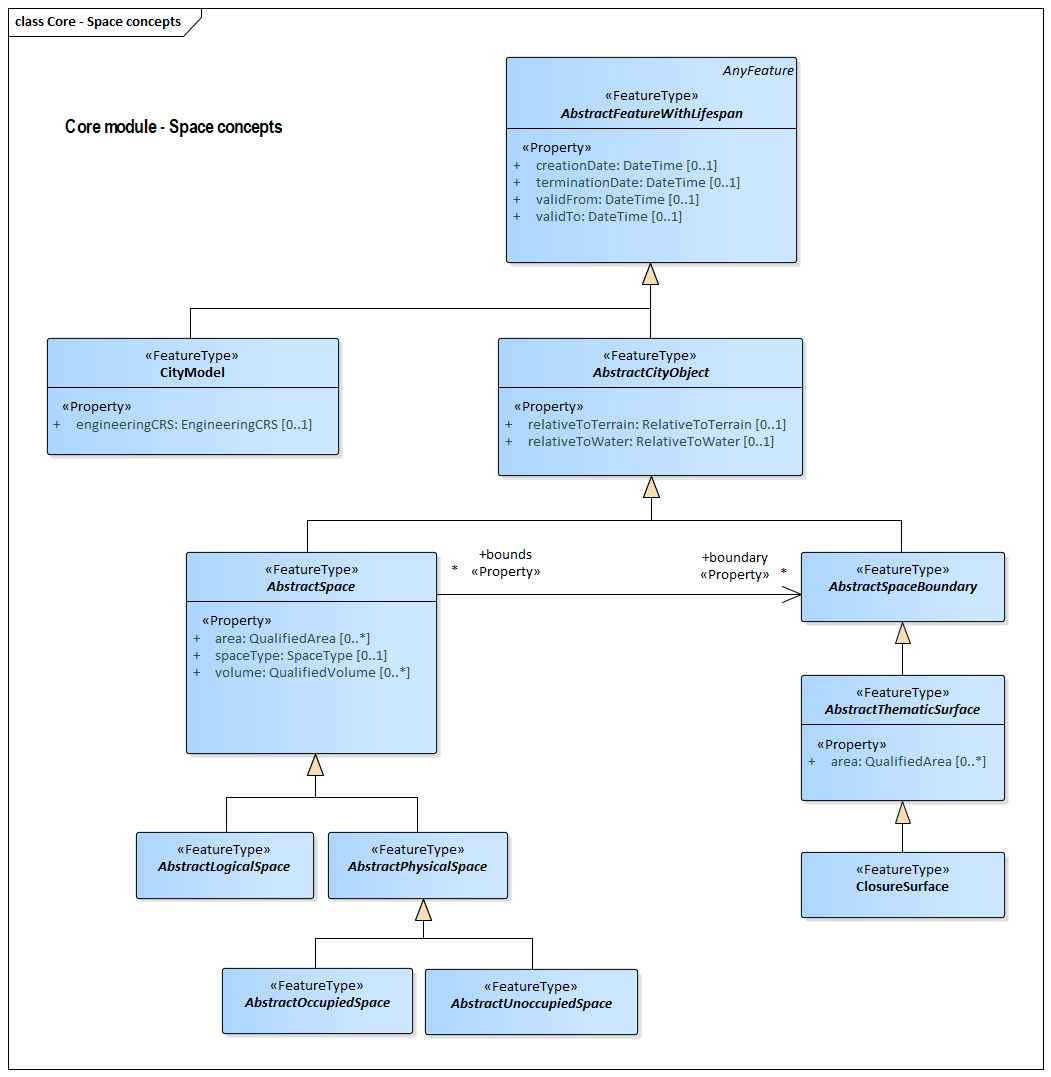 class Core - Space concepts
Core module - Space concepts
AnyFeature
«FeatureType»
AbstractFeatureWithLifespan
«Property»
+ creationDate: DateTime [0..1]
+ terminationDate: DateTime [0..1]
+ validFrom: DateTime [0..1]
+ validTo: DateTime [0..1]
«FeatureType»
CityModel
«Property»
+ engineeringCRS: EngineeringCRS [0..1]
«FeatureType»
AbstractCityObject
«Property»
+ relativeToTerrain: RelativeToTerrain [0..1]
+ relativeToWater: RelativeToWater [0..1]
«FeatureType»
AbstractSpace
«Property»
+ area: QualifiedArea [0..*]
+ spaceType: SpaceType [0..1]
+ volume: QualifiedVolume [0..*]
+bounds
* «Property»
+boundary
«Property» *
«FeatureType»
AbstractSpaceBoundary
«FeatureType»
AbstractThematicSurface
«Property»
+ area: QualifiedArea [0..*]
«FeatureType»
ClosureSurface
«FeatureType»
AbstractLogicalSpace
«FeatureType»
AbstractPhysicalSpace
«FeatureType»
AbstractOccupiedSpace
«FeatureType»
AbstractUnoccupiedSpace